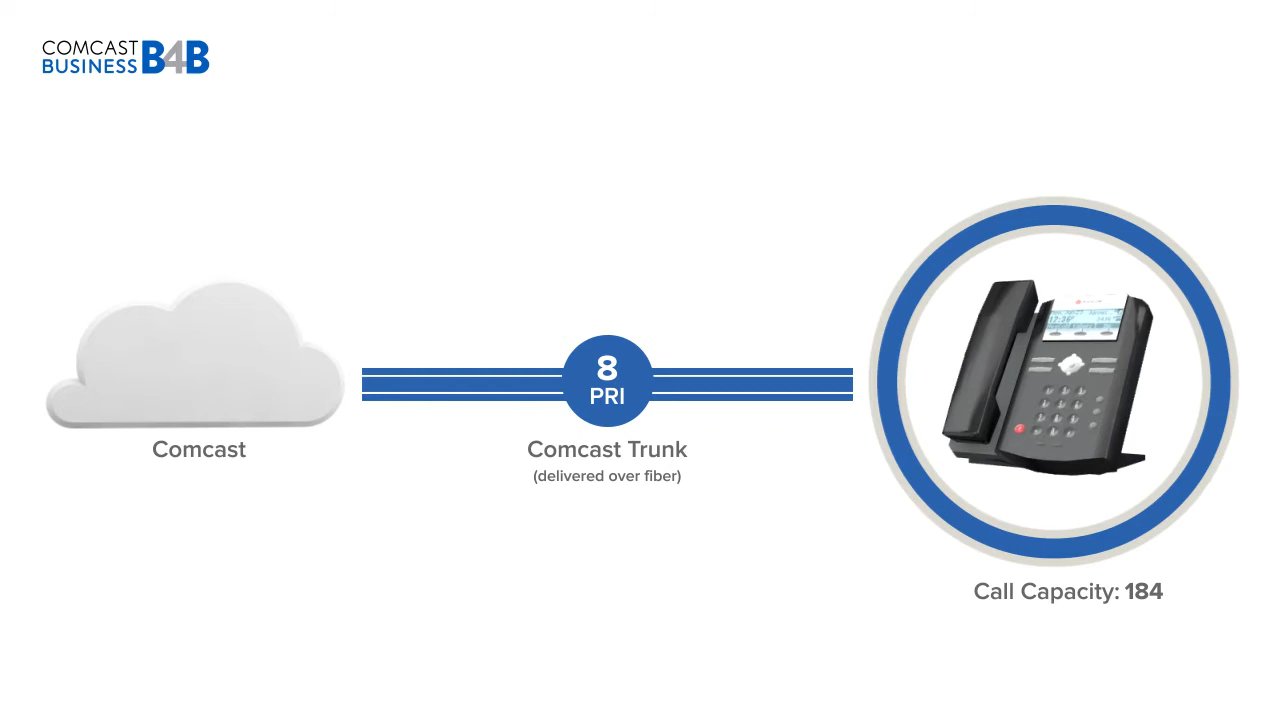 COMCAST
BUSINESS B4B
8
PRI
Comcast
Comcast Trunk
(delivered over fiber)
Call Capacity: 184